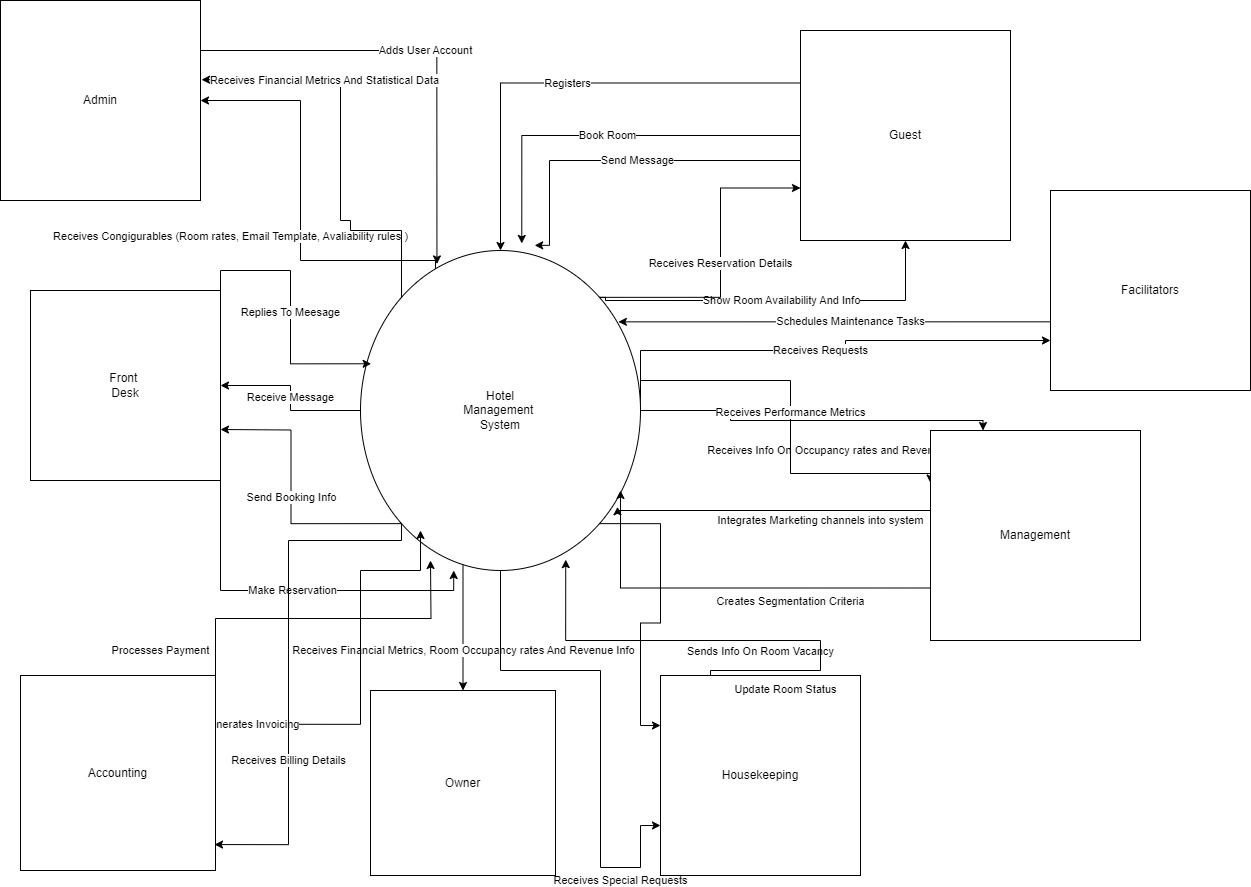 Adds User Account
Receives Financial Metrics And Statistical Data
Admin
Registers
Guest
Book Room
Send Message
Receives Congigurables (Room rates, Email Template, Avaliability rules )
Receives Reservation Details
Facilitators
Show Room Availability And Info
Replies To Meesage
Schedules Maintenance Tasks
Receives Requests
Front
Desk
Receive Message
Hotel
Management
System
Receives Performance Metrics
Receives Info On Occupancy rates and Rever
Send Booking Info
Integrates Marketing channels into system
Management
Make Reservation
Creates Segmentation Criteria
Processes Payment
Receives Financial Metrics, Room Occupancy rates And Revenue Info
Sends Info On Room Vacancy
Update Room Status
nerates Invoicing
Receives Billing Details
Accounting
Owner
Housekeeping
Receives Special Requests